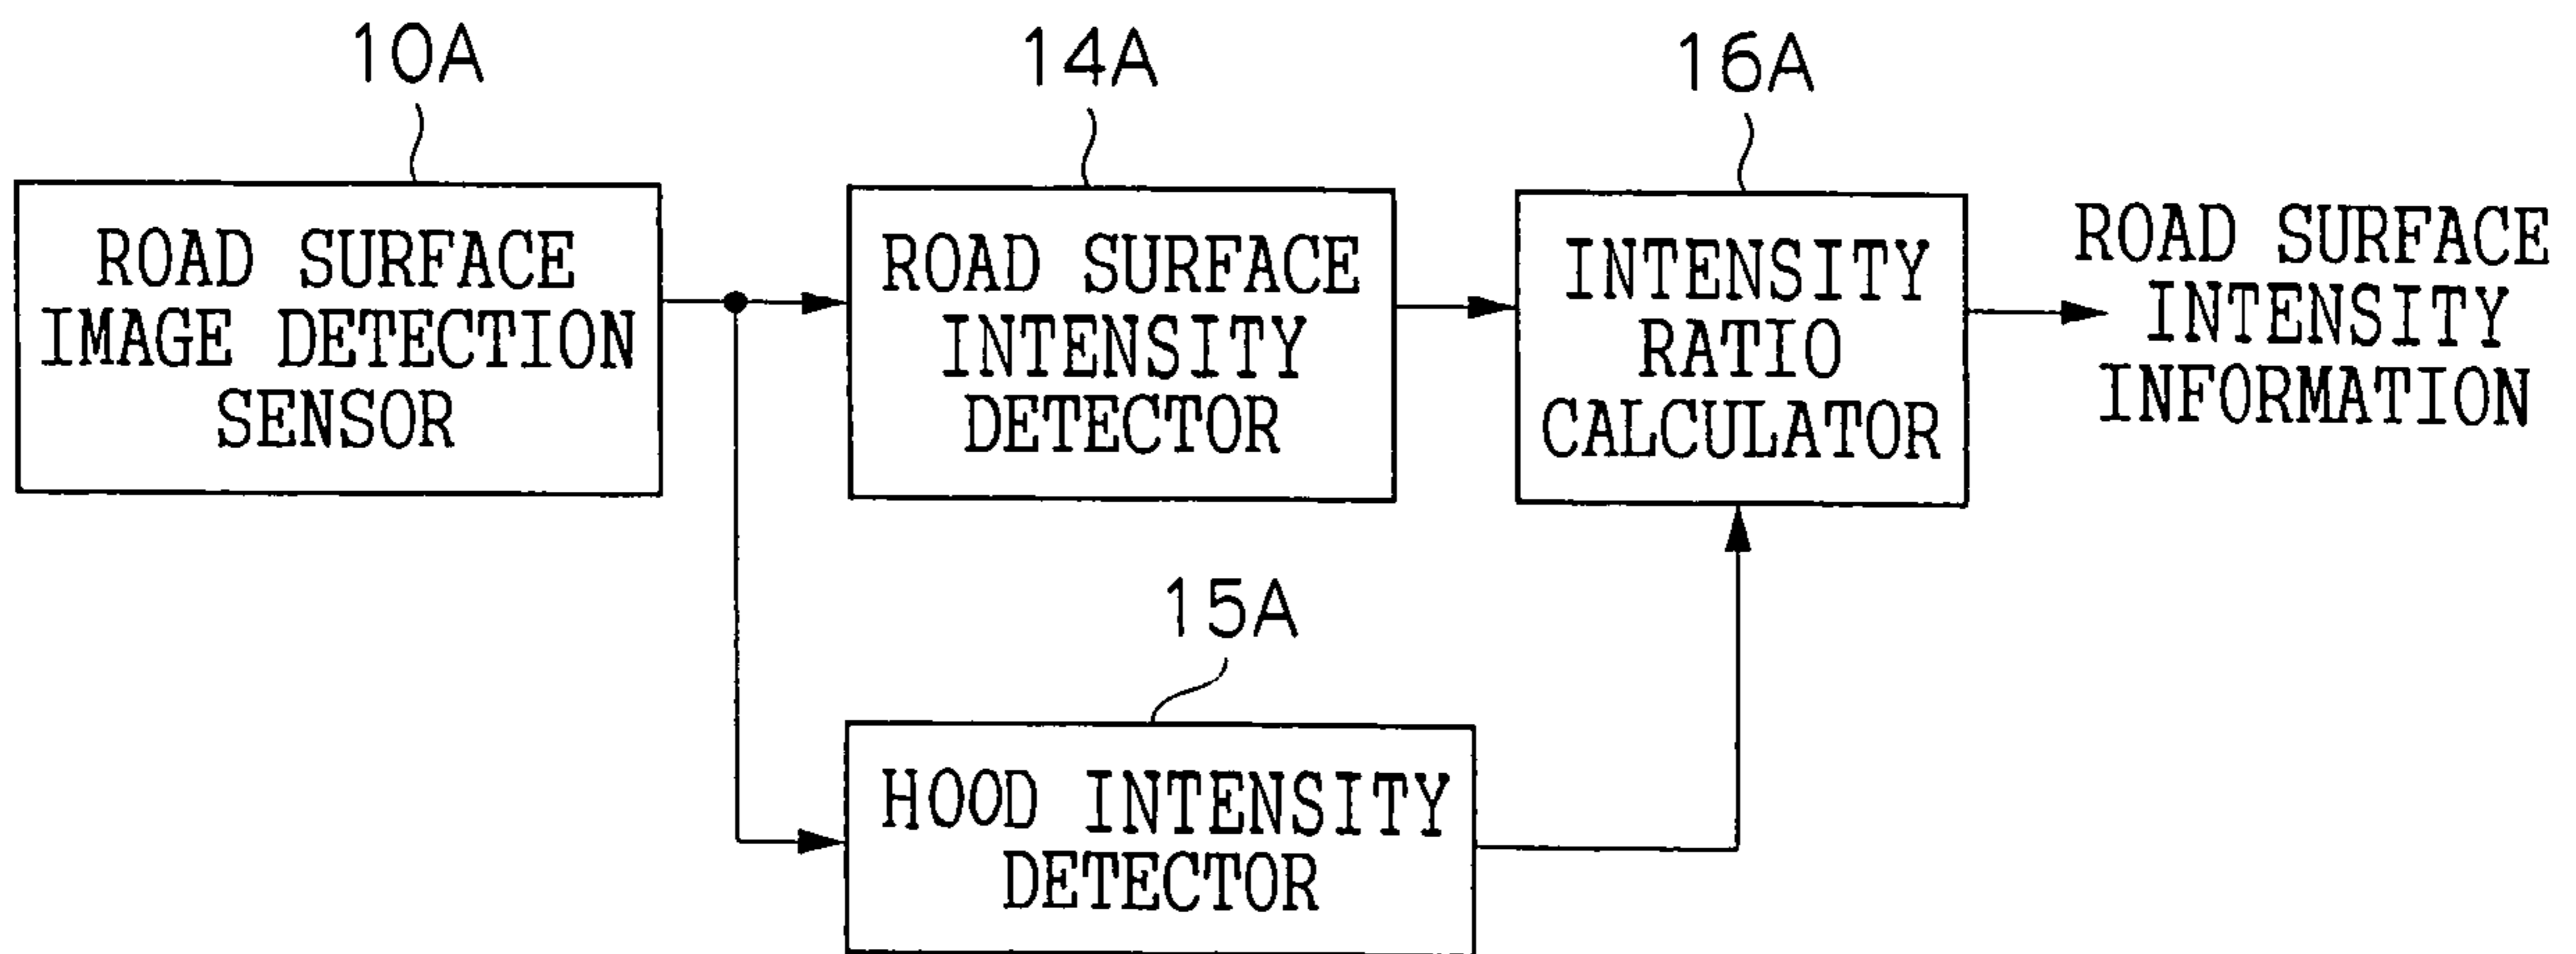 10A
14A
16A
ROAD SURFACE
IMAGE DETECTION
SENSOR
ROAD SURFACE
INTENSITY
DETECTOR
INTENSITY
RATIO
CALCULATOR
ROAD SURFACE
INTENSITY
INFORMATION
15A
HOOD INTENSITY
DETECTOR